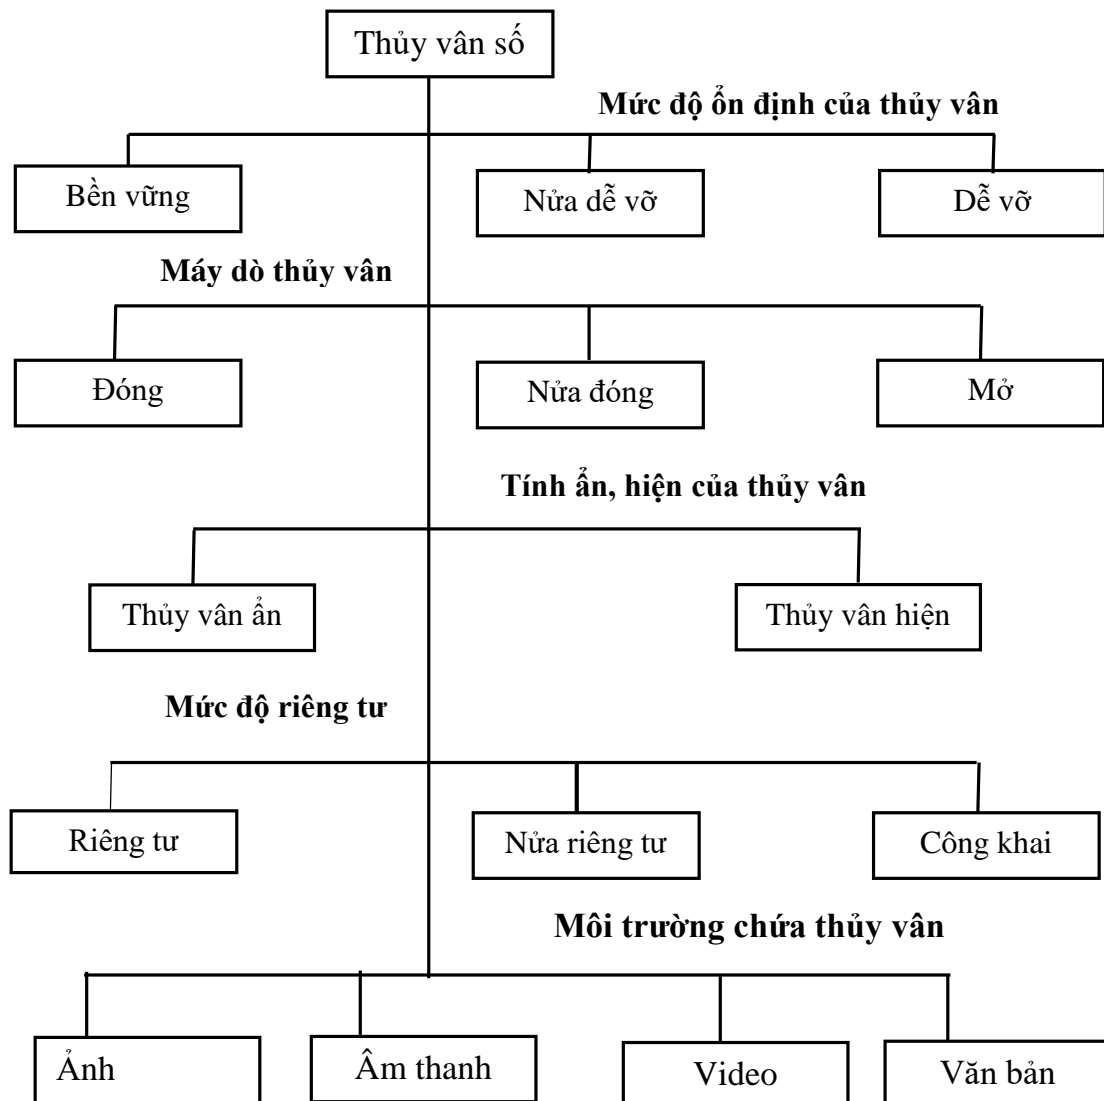 Thủy vân số
Mức độ ổn định của thủy vân
Bền vững
Nửa dễ vỡ
Dễ vỡ
Máy dò thủy vân
Đóng
Nửa đóng
Mở
Tính ẩn, hiện của thủy vân
Thủy vân ẩn
Thủy vân hiện
Mức độ riêng tư
Riêng tư
Nửa riêng tư
Công khai
Môi trường chứa thủy vân
Ảnh
Âm thanh
Video
Văn bản